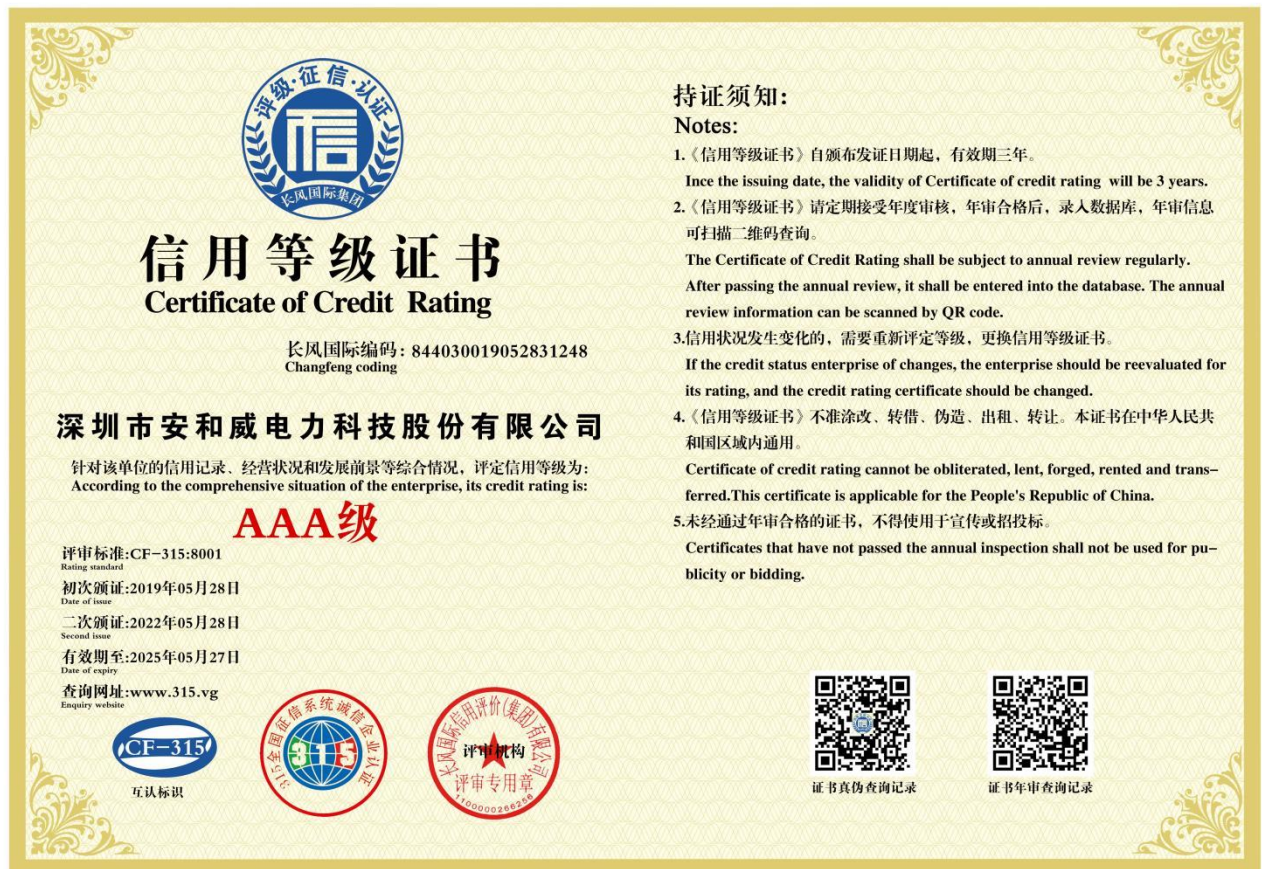 评级·征信·认证
信
长风国际集团
信用等级证书
Certificate of Credit Rating
长风国际编码：844030019052831248
Changfeng coding
深圳市安和威电力科技股份有限公司
针对该单位的信用记录、经营状况和发展前景等综合情况，评定信用等级为：
According to the comprehensive situation of the enterprise, its credit rating is:
AAA级
评审标准:CF-315:8001
Rating standard
初次颁证:2019年05月28日
Date of issue
二次颁证:2022年05月28日
Second issue
有效期至:2025年05月27日
Date of expiry
查询网址:www.315.vg
Enquiry website
CF-315
互认标识
315全国征信系统诚信企业认证
315
长风国际信用评价(集团)有限公司
评审机构
评审专用章
1100000266256
持证须知：
Notes:
1.《信用等级证书》自颁布发证日期起，有效期三年。
Ince the issuing date, the validity of Certificate of credit rating will be 3 years.
2.《信用等级证书》请定期接受年度审核，年审合格后，录入数据库，年审信息
可扫描二维码查询。
The Certificate of Credit Rating shall be subject to annual review regularly.
After passing the annual review, it shall be entered into the database. The annual
review information can be scanned by QR code.
3.信用状况发生变化的，需要重新评定等级，更换信用等级证书。
If the credit status enterprise of changes, the enterprise should be reevaluated for
its rating, and the credit rating certificate should be changed.
4.《信用等级证书》不准涂改、转借、伪造、出租、转让。本证书在中华人民共
和国区域内通用。
Certificate of credit rating cannot be obliterated, lent, forged, rented and trans-
ferred.This certificate is applicable for the People's Republic of China.
5.未经通过年审合格的证书，不得使用于宣传或招投标。
Certificates that have not passed the annual inspection shall not be used for pu-
blicity or bidding.
证书真伪查询记录
证书年审查询记录